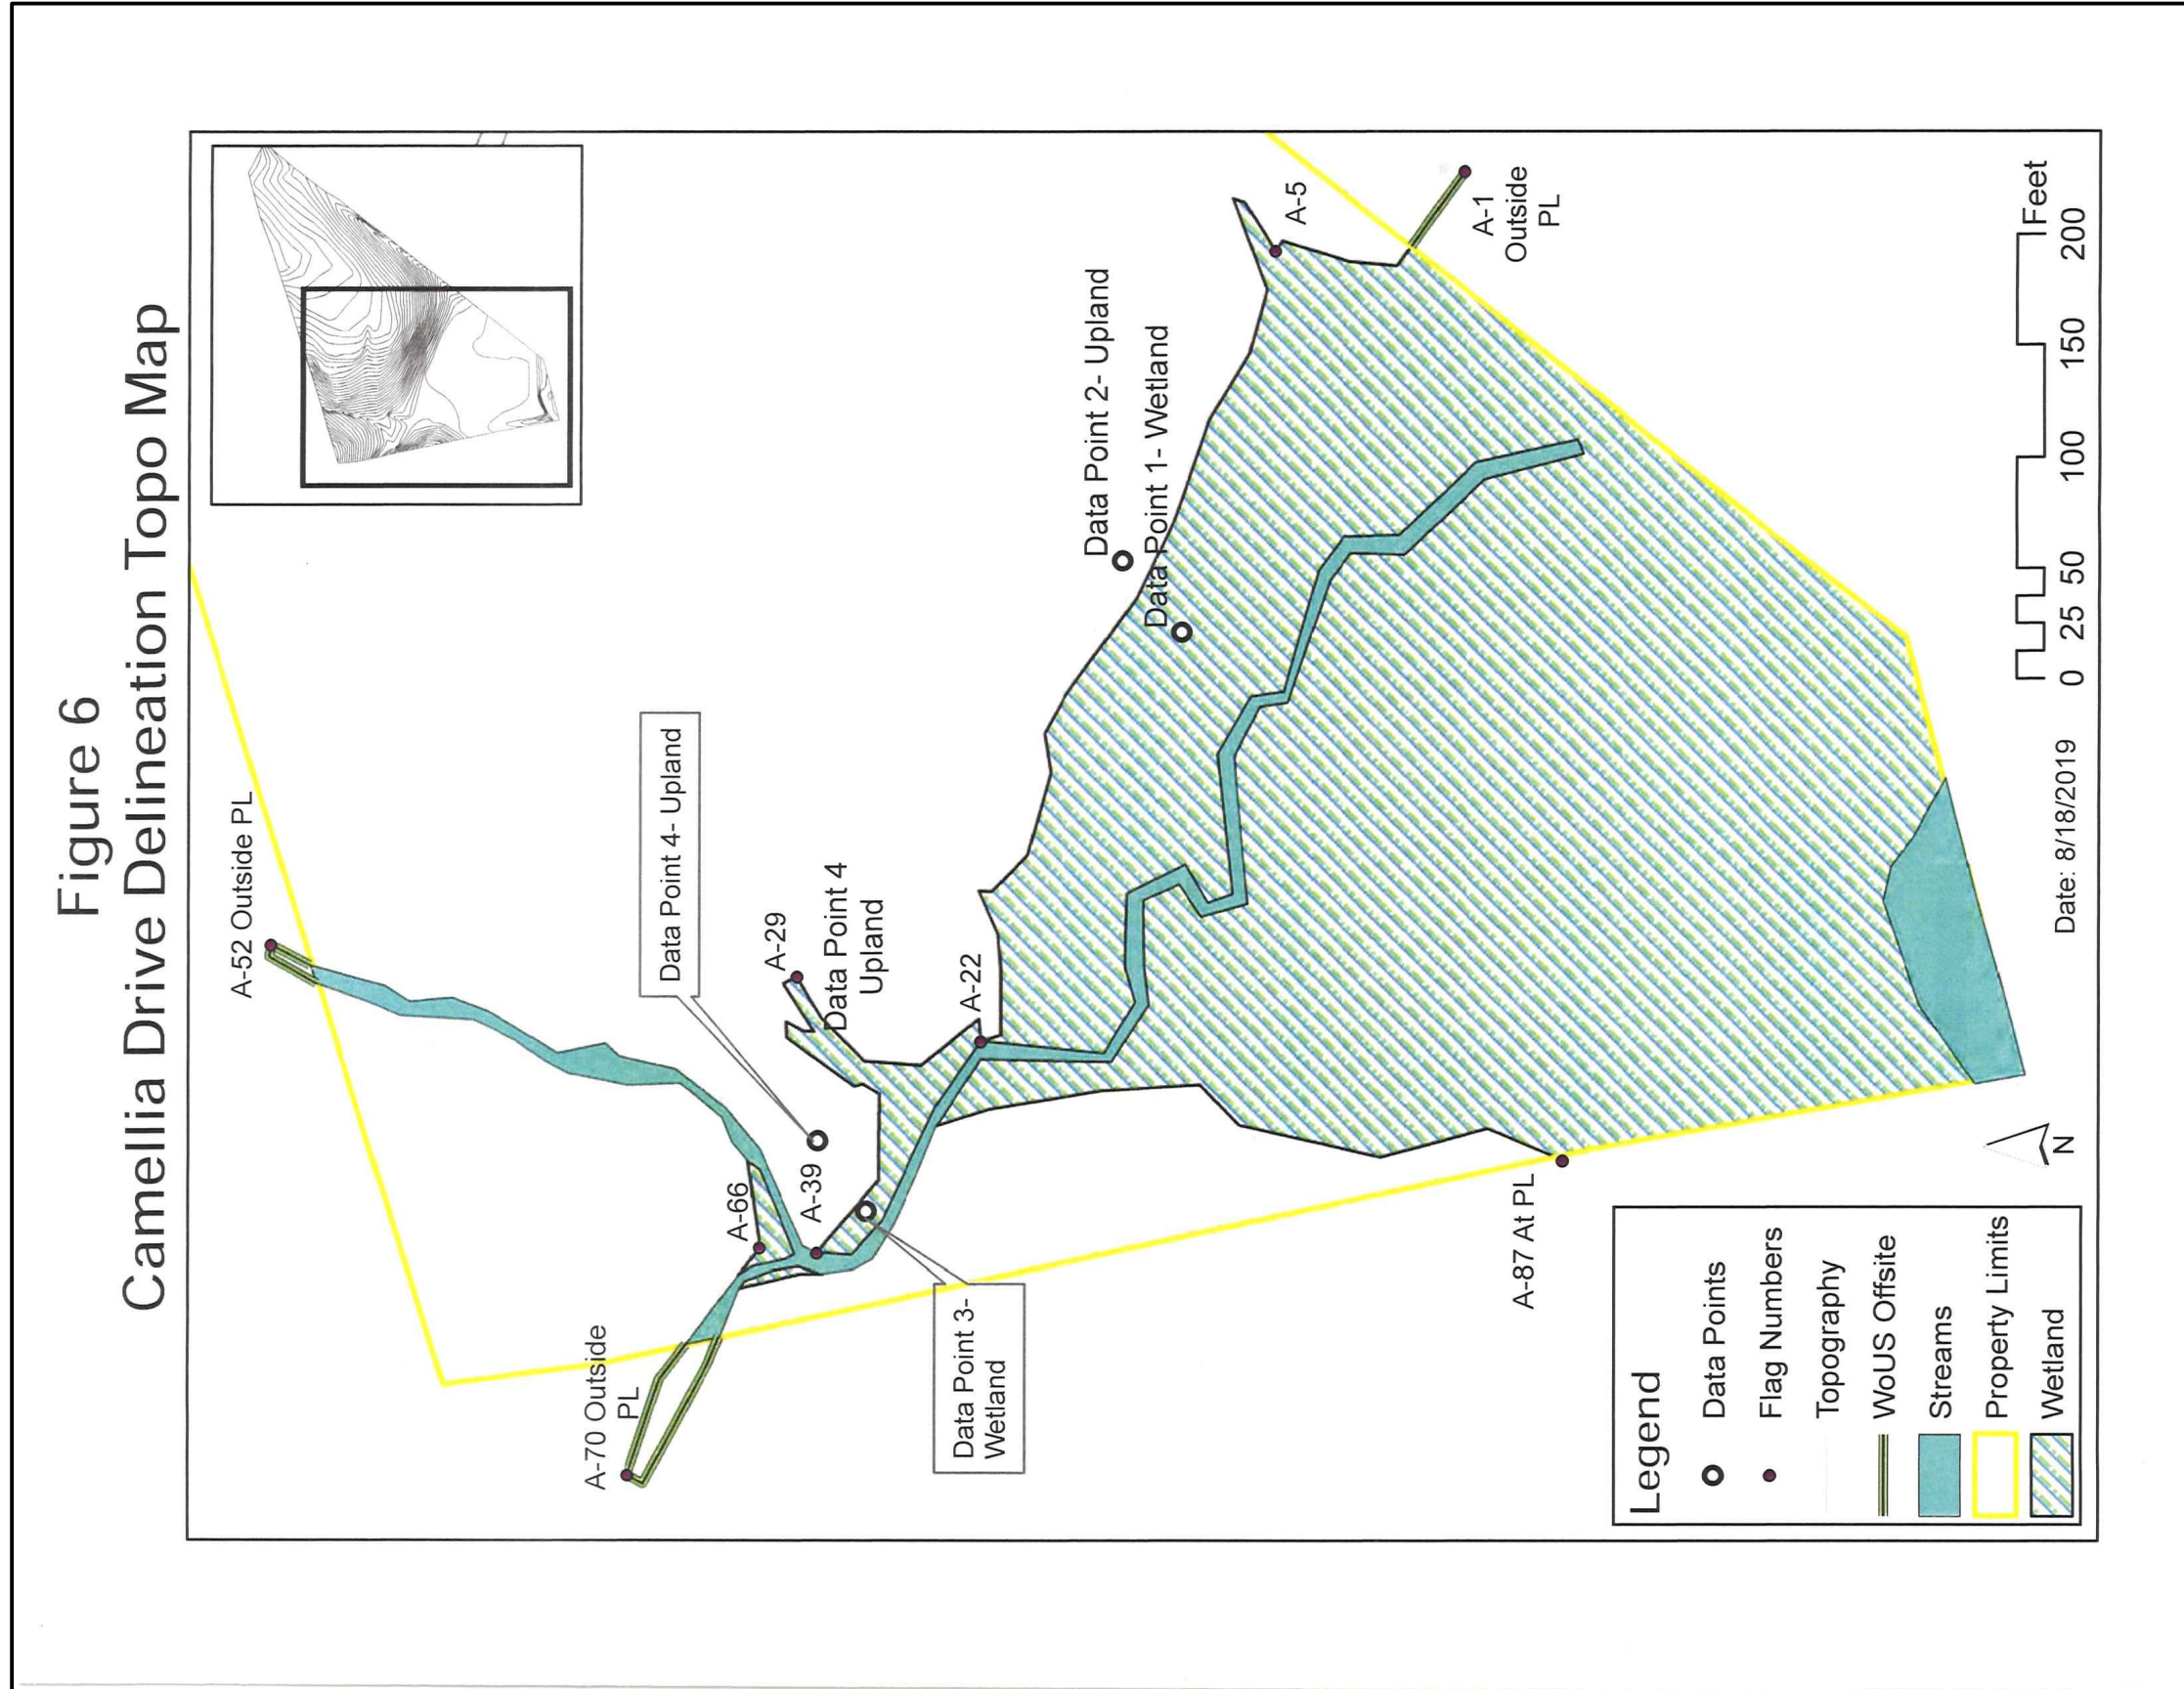 Figure 6
Camellia Drive Delineation Topo Map
A-52 Outside PL
Data Point 4- Upland
A-29
Data Point 4
Upland
A-22
A-66
A-39
A-70 Outside
PL
Data Point 3-
Wetland
Data Point 2- Upland
Data Point 1- Wetland
A-5
A-1
Outside
PL
A-87 At PL
Legend
Data Points
Flag Numbers
Topography
WoUS Offsite
Streams
Property Limits
Wetland
N
Date: 8/18/2019
0 25 50 100 150 200
Feet